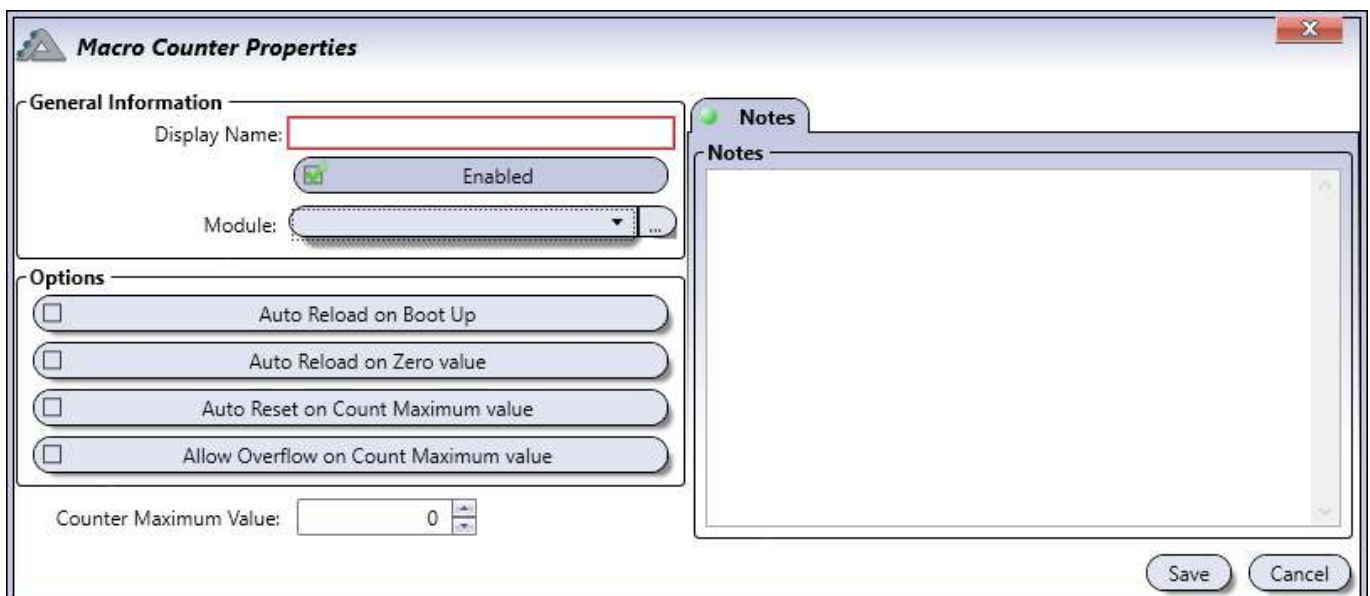 Macro Counter Properties
X
General Information
Display Name:
Enabled
Module:
...
Options
Auto Reload on Boot Up
Auto Reload on Zero value
Auto Reset on Count Maximum value
Allow Overflow on Count Maximum value
Counter Maximum Value: 0
Notes
Notes
Save Cancel